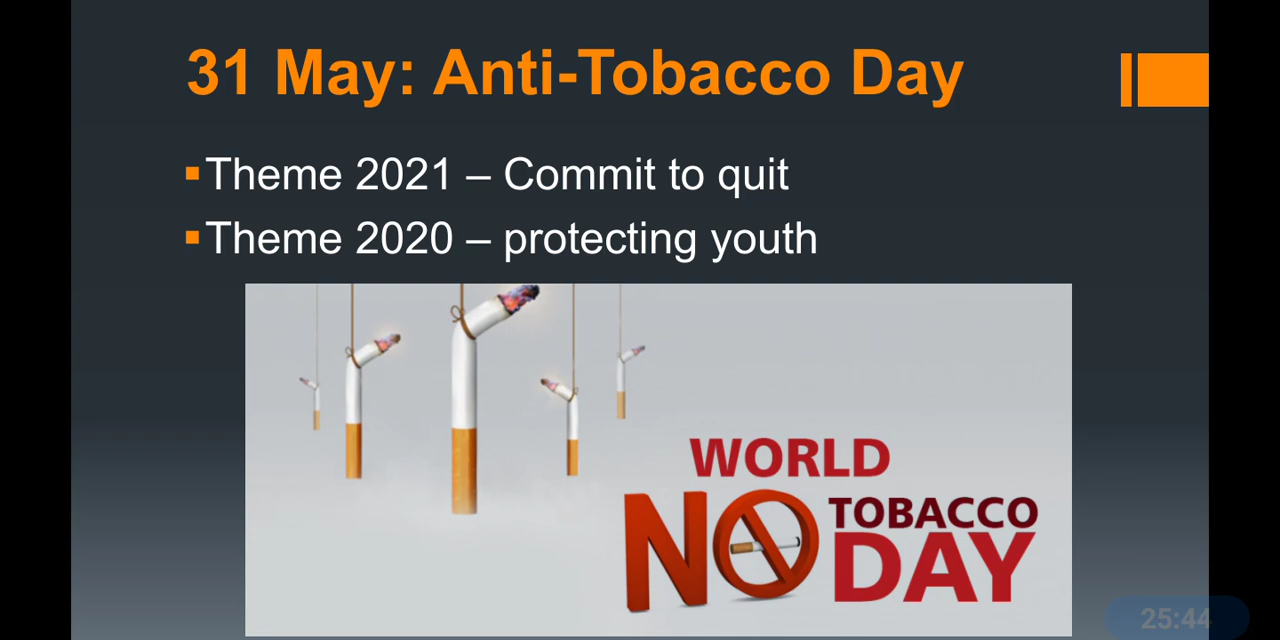 31 May: Anti-Tobacco Day
Theme 2021 – Commit to quit
Theme 2020 – protecting youth
WORLD
NO TOBACCO
DAY
25:44